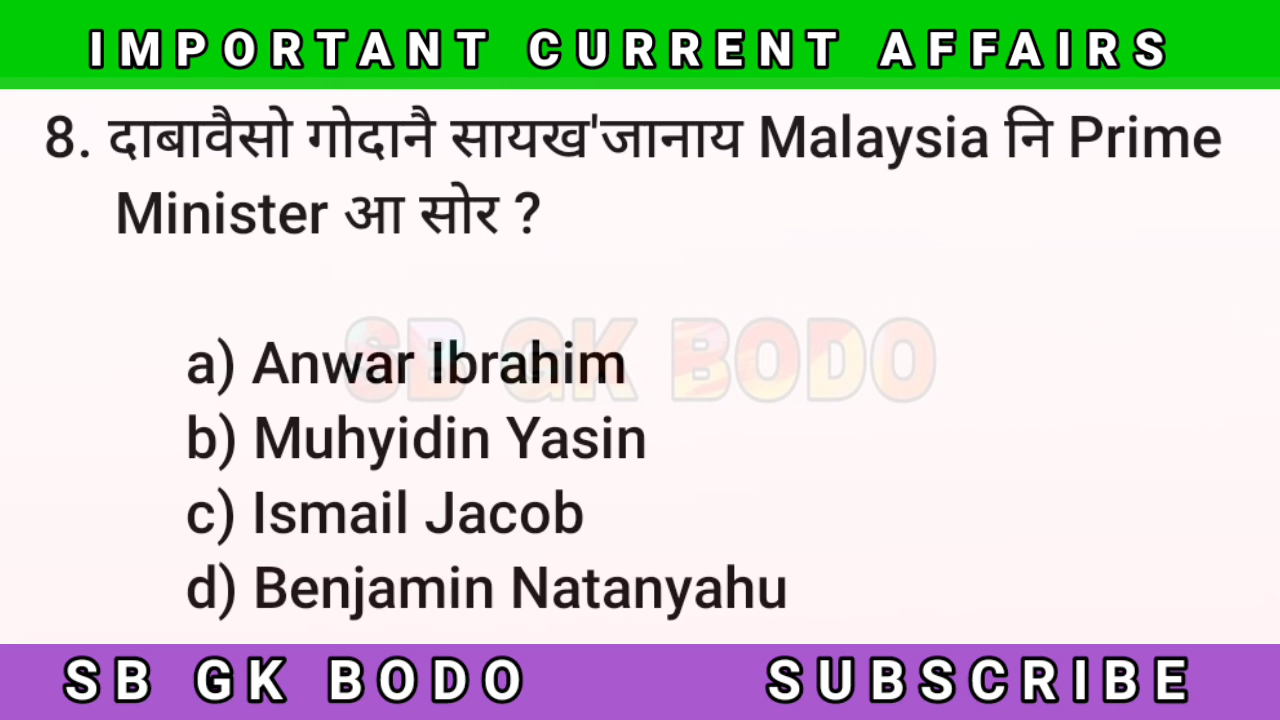 IMPORTANT CURRENT AFFAIRS
8. दाबावैसो गोदानै सायख'जानाय Malaysia नि Prime
Minister आ सोर ?
SB GK BODO
a) Anwar Ibrahim
b) Muhyidin Yasin
c) Ismail Jacob
d) Benjamin Natanyahu
SB GK BODO SUBSCRIBE